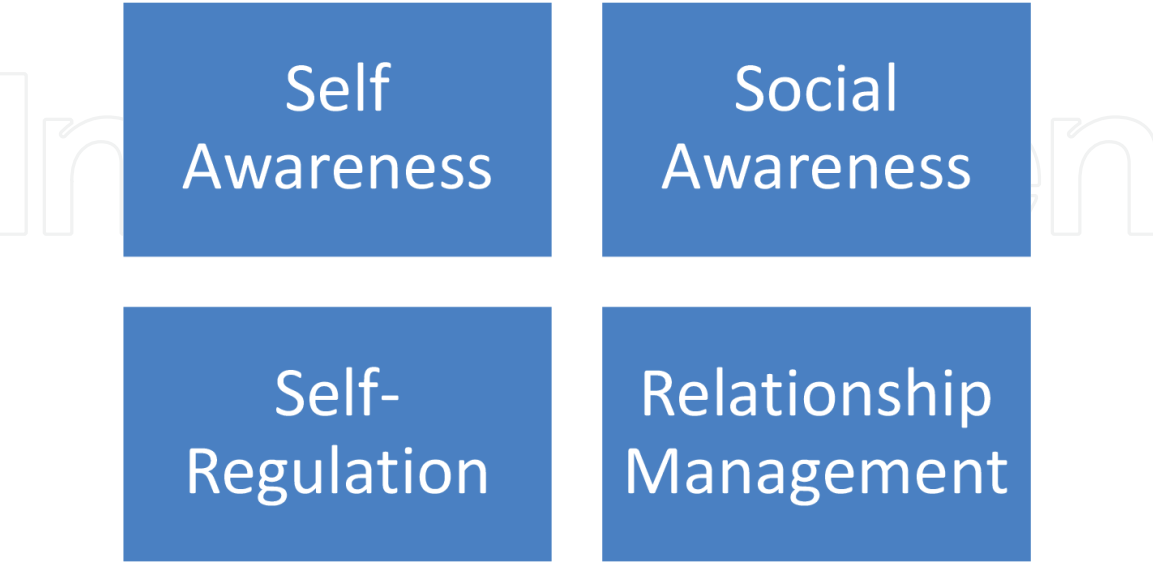 Self
Awareness
Social
Awareness
Self-
Regulation
Relationship
Management